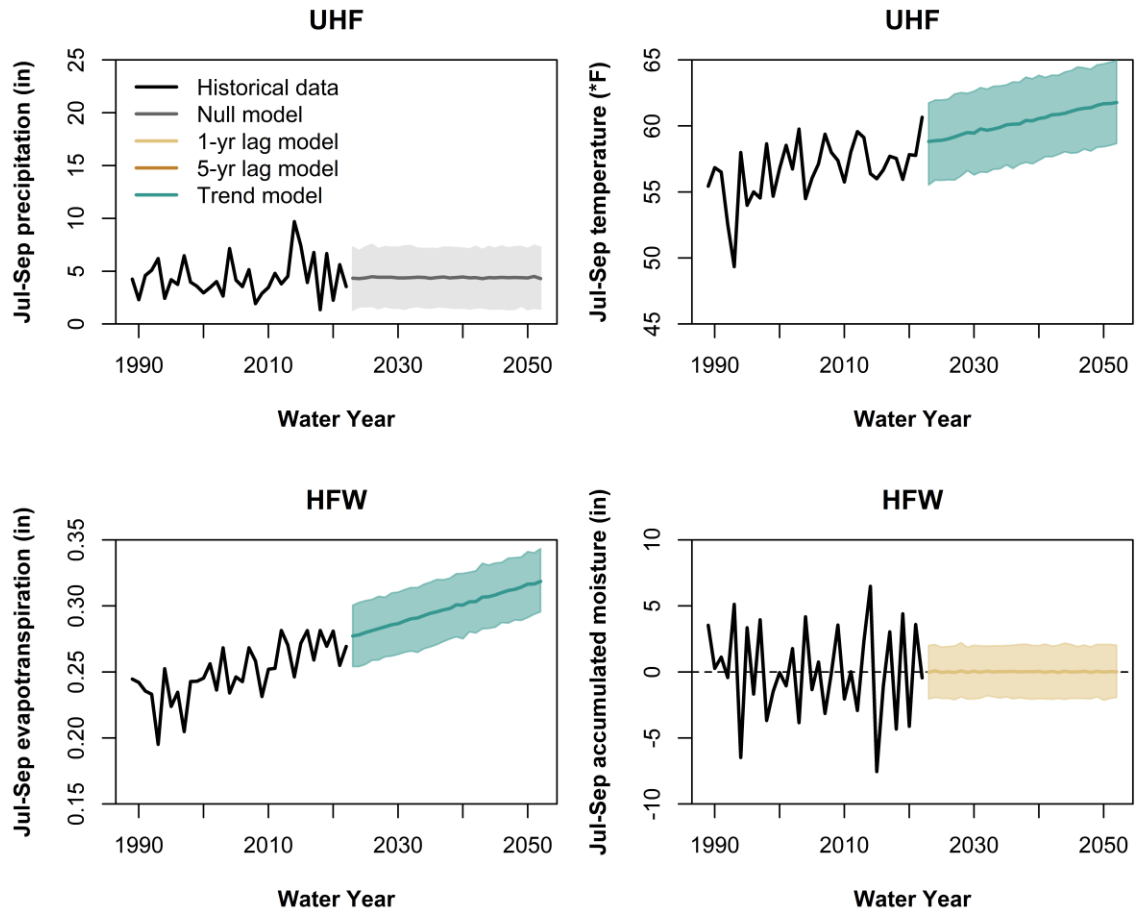 UHF
Jul-Sep precipitation (in)
25
20
15
10
5
0
Historical data
Null model
1-yr lag model
5-yr lag model
Trend model
1990
2010
2030
2050
Water Year
UHF
Jul-Sep temperature (*F)
65
60
55
50
45
1990
2010
2030
2050
Water Year
HFW
Jul-Sep evapotranspiration (in)
0.35
0.30
0.25
0.20
0.15
1990
2010
2030
2050
Water Year
HFW
Jul-Sep accumulated moisture (in)
10
5
0
-5
-10
1990
2010
2030
2050
Water Year